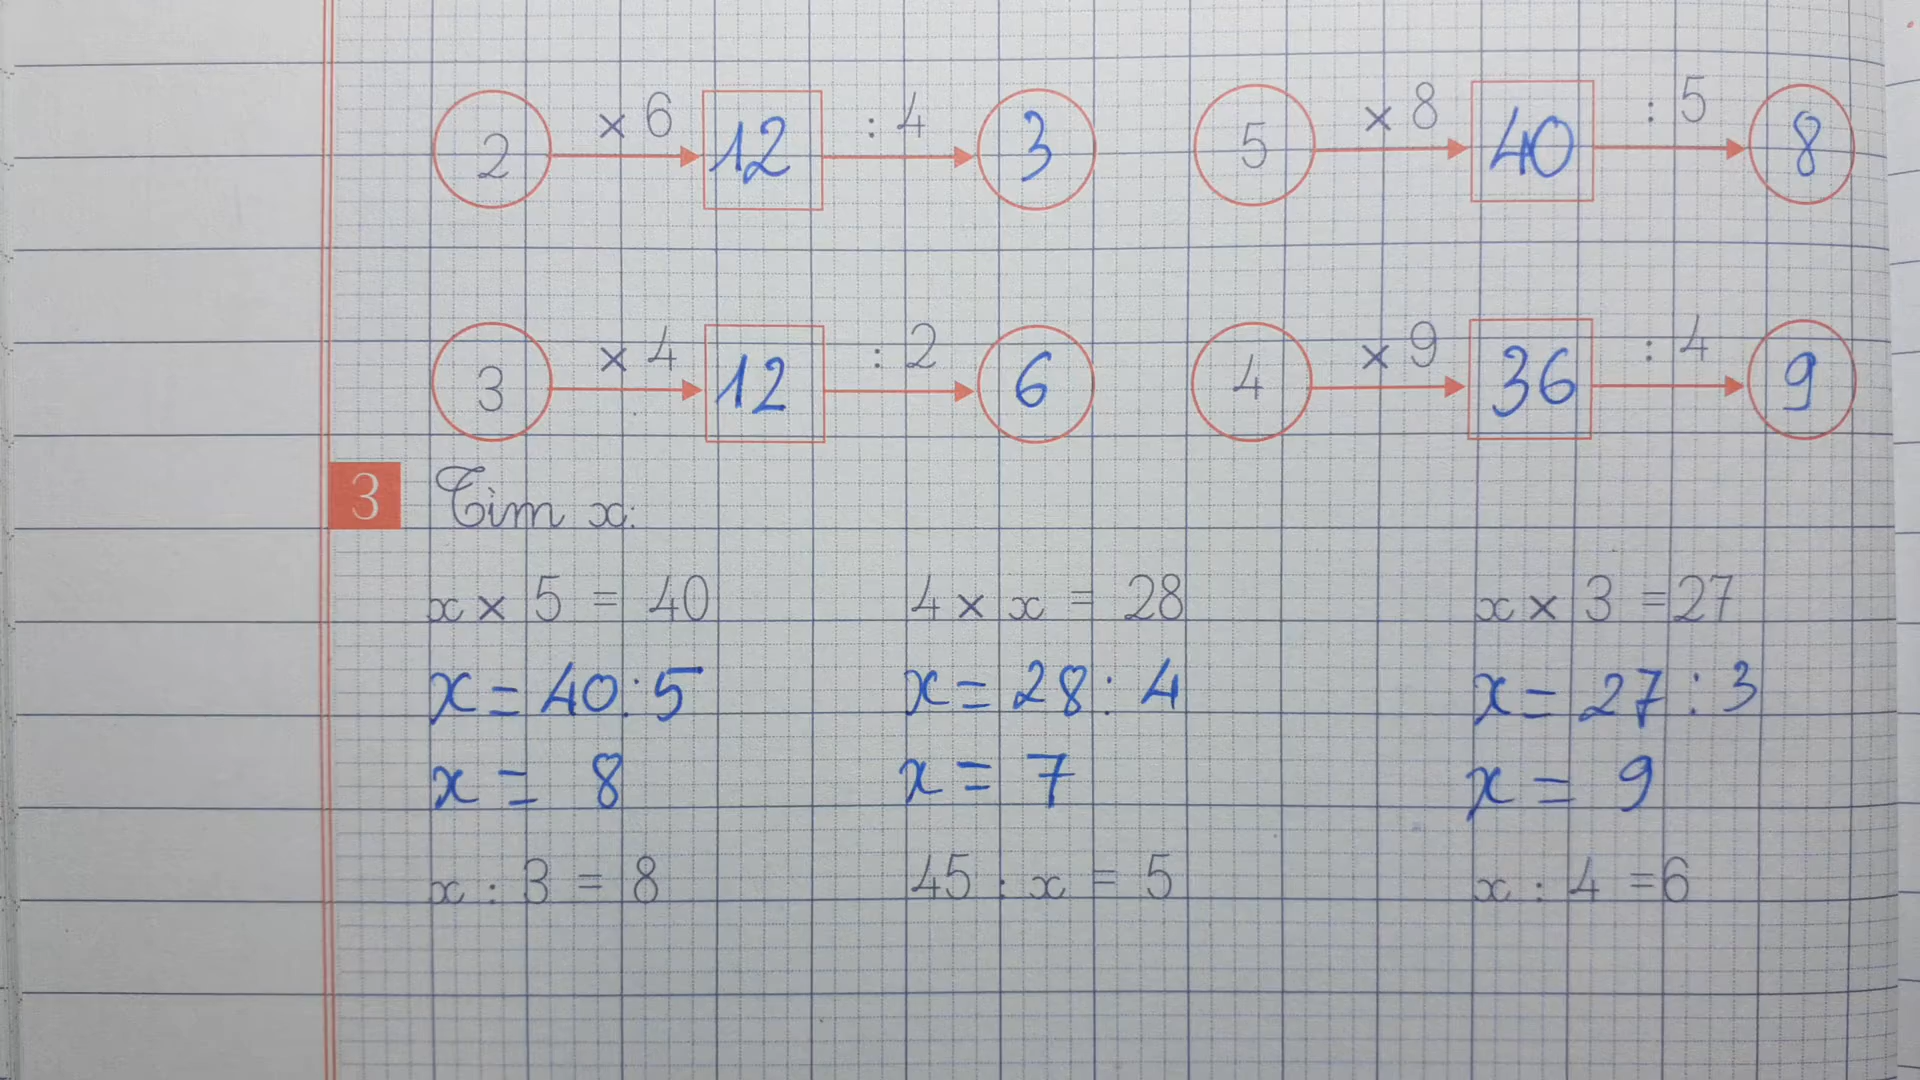 2 × 6 12 : 4 3 5 × 8 40 : 5 8
3 × 4 12 : 2 6 4 × 9 36 : 4 9
3 Tìm x:
x × 5 = 40 4 × x = 28 x × 3 = 27
x = 40 : 5 x = 28 : 4 x = 27 : 3
x = 8 x = 7 x = 9
x : 3 = 8 45 : x = 5 x : 4 = 6